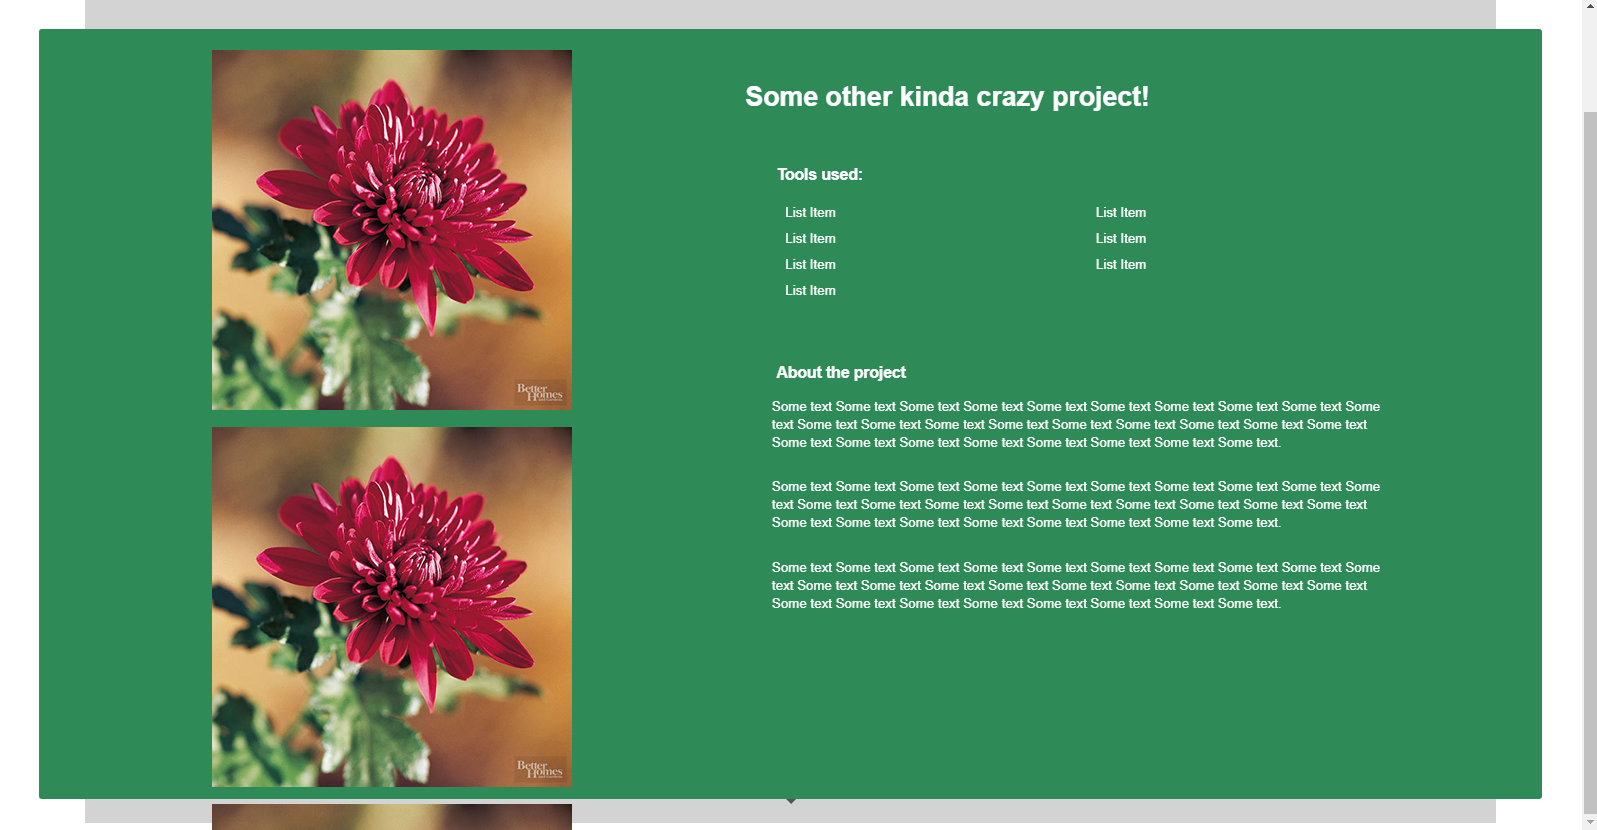 Some other kinda crazy project!
Tools used:
List Item
List Item
List Item
List Item
List Item
List Item
List Item
About the project
Some text Some text Some text Some text Some text Some text Some text Some text Some text Some
text Some text Some text Some text Some text Some text Some text Some text Some text Some text
Some text Some text Some text Some text Some text Some text Some text Some text.
Some text Some text Some text Some text Some text Some text Some text Some text Some text Some
text Some text Some text Some text Some text Some text Some text Some text Some text Some text
Some text Some text Some text Some text Some text Some text Some text Some text.
Some text Some text Some text Some text Some text Some text Some text Some text Some text Some
text Some text Some text Some text Some text Some text Some text Some text Some text Some text
Some text Some text Some text Some text Some text Some text Some text Some text.
Better
Homes
Better
Homes